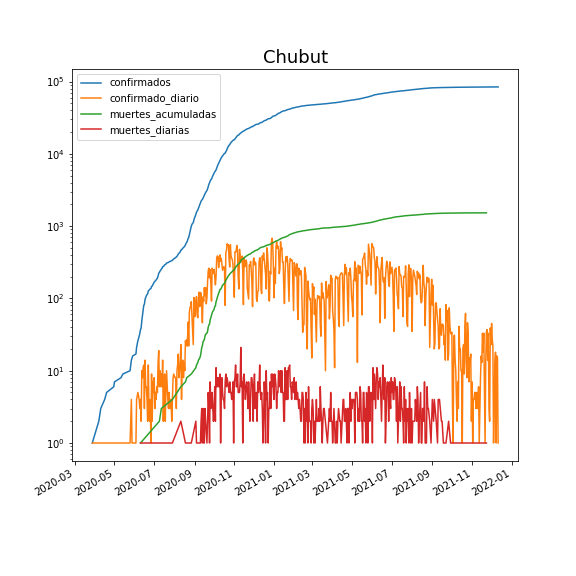 Chubut
confirmados
confirmado_diario
muertes_acumuladas
muertes_diarias
10^5
10^4
10^3
10^2
10^1
10^0
2020-03 2020-05 2020-07 2020-09 2020-11 2021-01 2021-03 2021-05 2021-07 2021-09 2021-11 2022-01